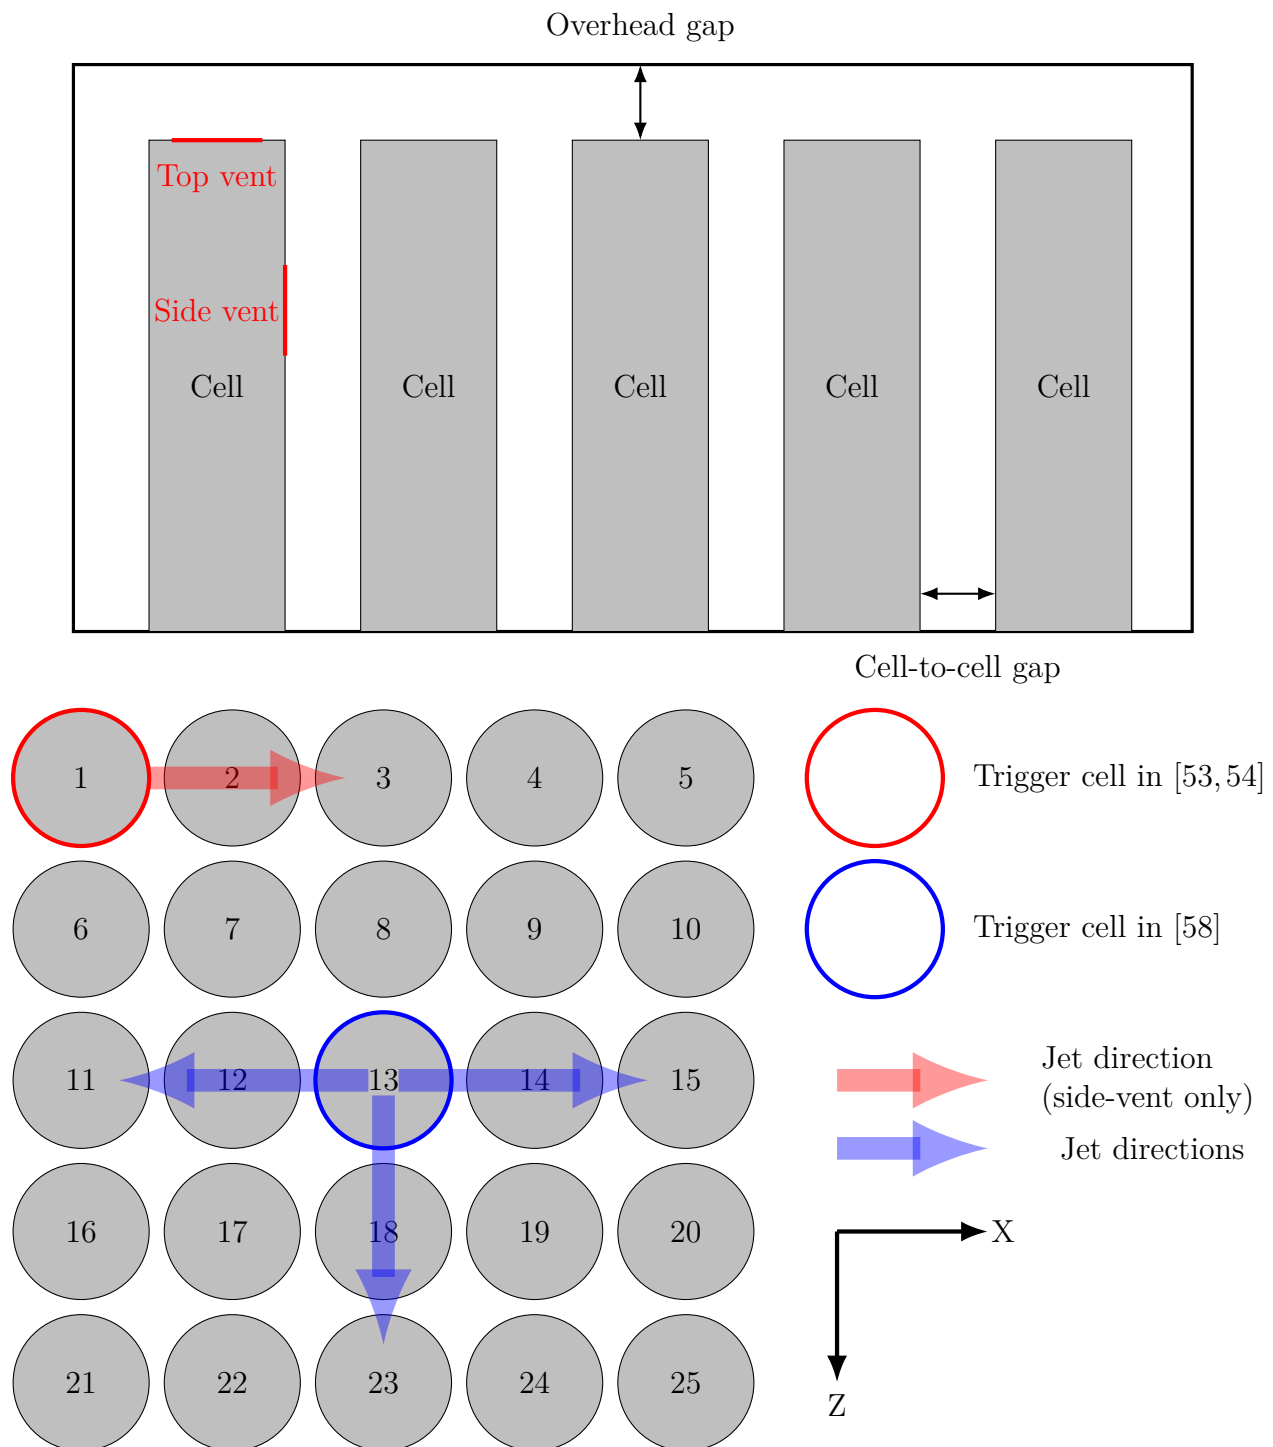 Overhead gap
Top vent
Side vent
Cell Cell Cell Cell Cell
Cell-to-cell gap
1 2 3 4 5
Trigger cell in [53, 54]
6 7 8 9 10
Trigger cell in [58]
11 12 13 14 15
Jet direction
(side-vent only)
Jet directions
16 17 18 19 20
X
21 22 23 24 25
Z